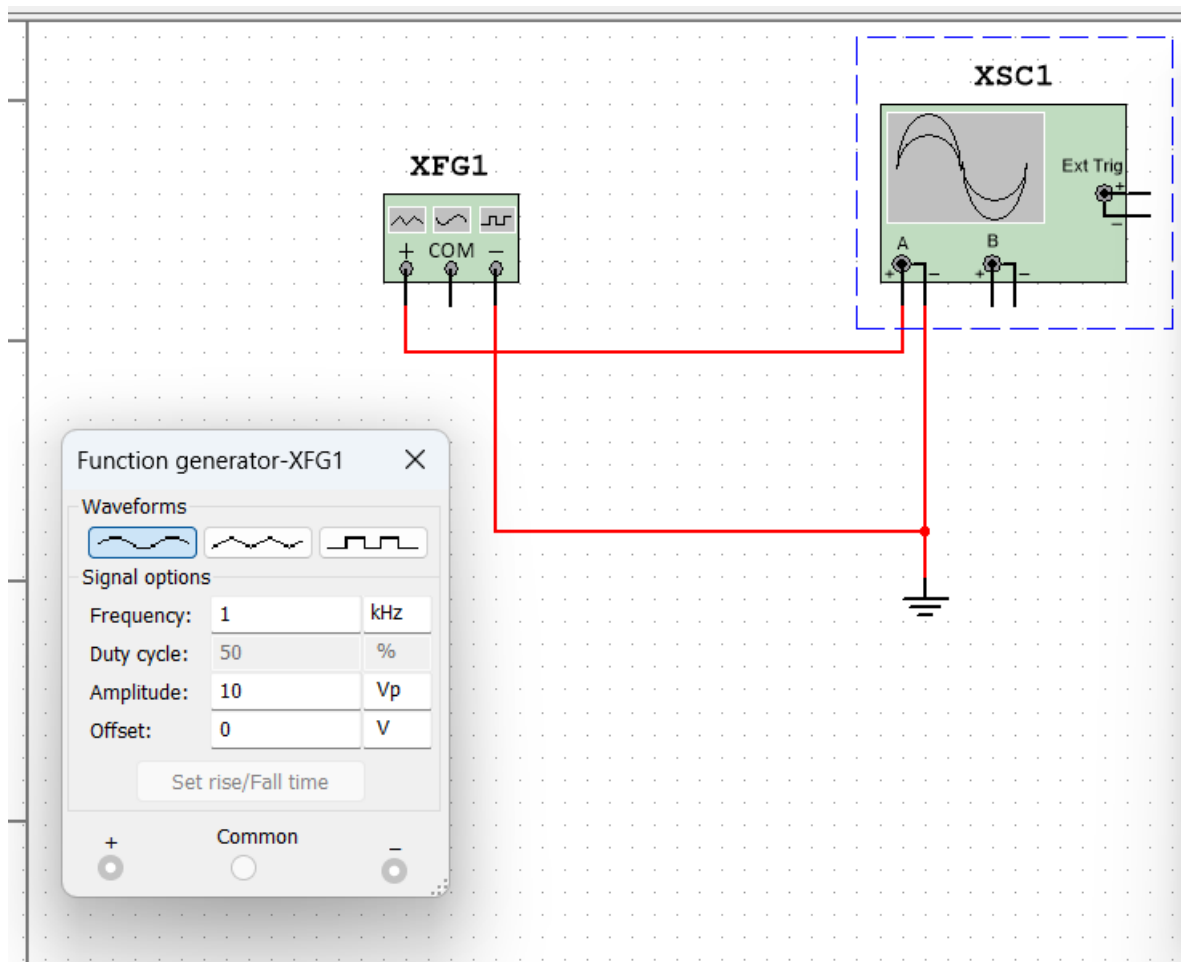 XSC1
Ext Trig
+
−
A
B
+ −
+ −
XFG1
+ COM −
Function generator-XFG1
Waveforms
Signal options
Frequency: 1 kHz
Duty cycle: 50 %
Amplitude: 10 Vp
Offset: 0 V
Set rise/Fall time
+ Common −